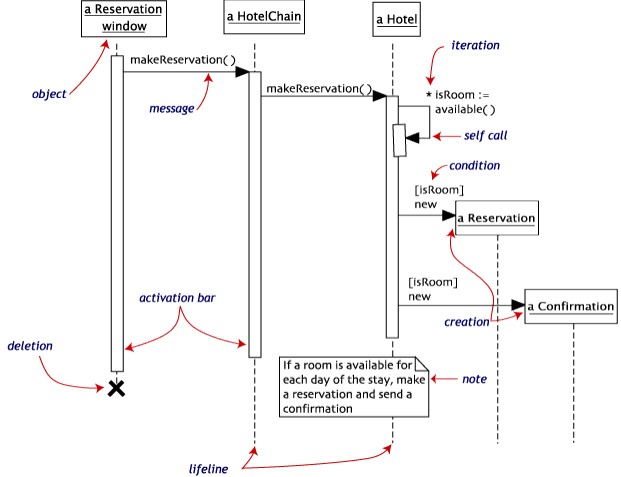 a Reservation
window
a HotelChain
a Hotel
iteration
makeReservation( )
object
message
makeReservation( )
* isRoom :=
available( )
self call
condition
[isRoom]
new
a Reservation
[isRoom]
new
activation bar
a Confirmation
creation
deletion
If a room is available for
each day of the stay, make
a reservation and send a
confirmation
note
lifeline